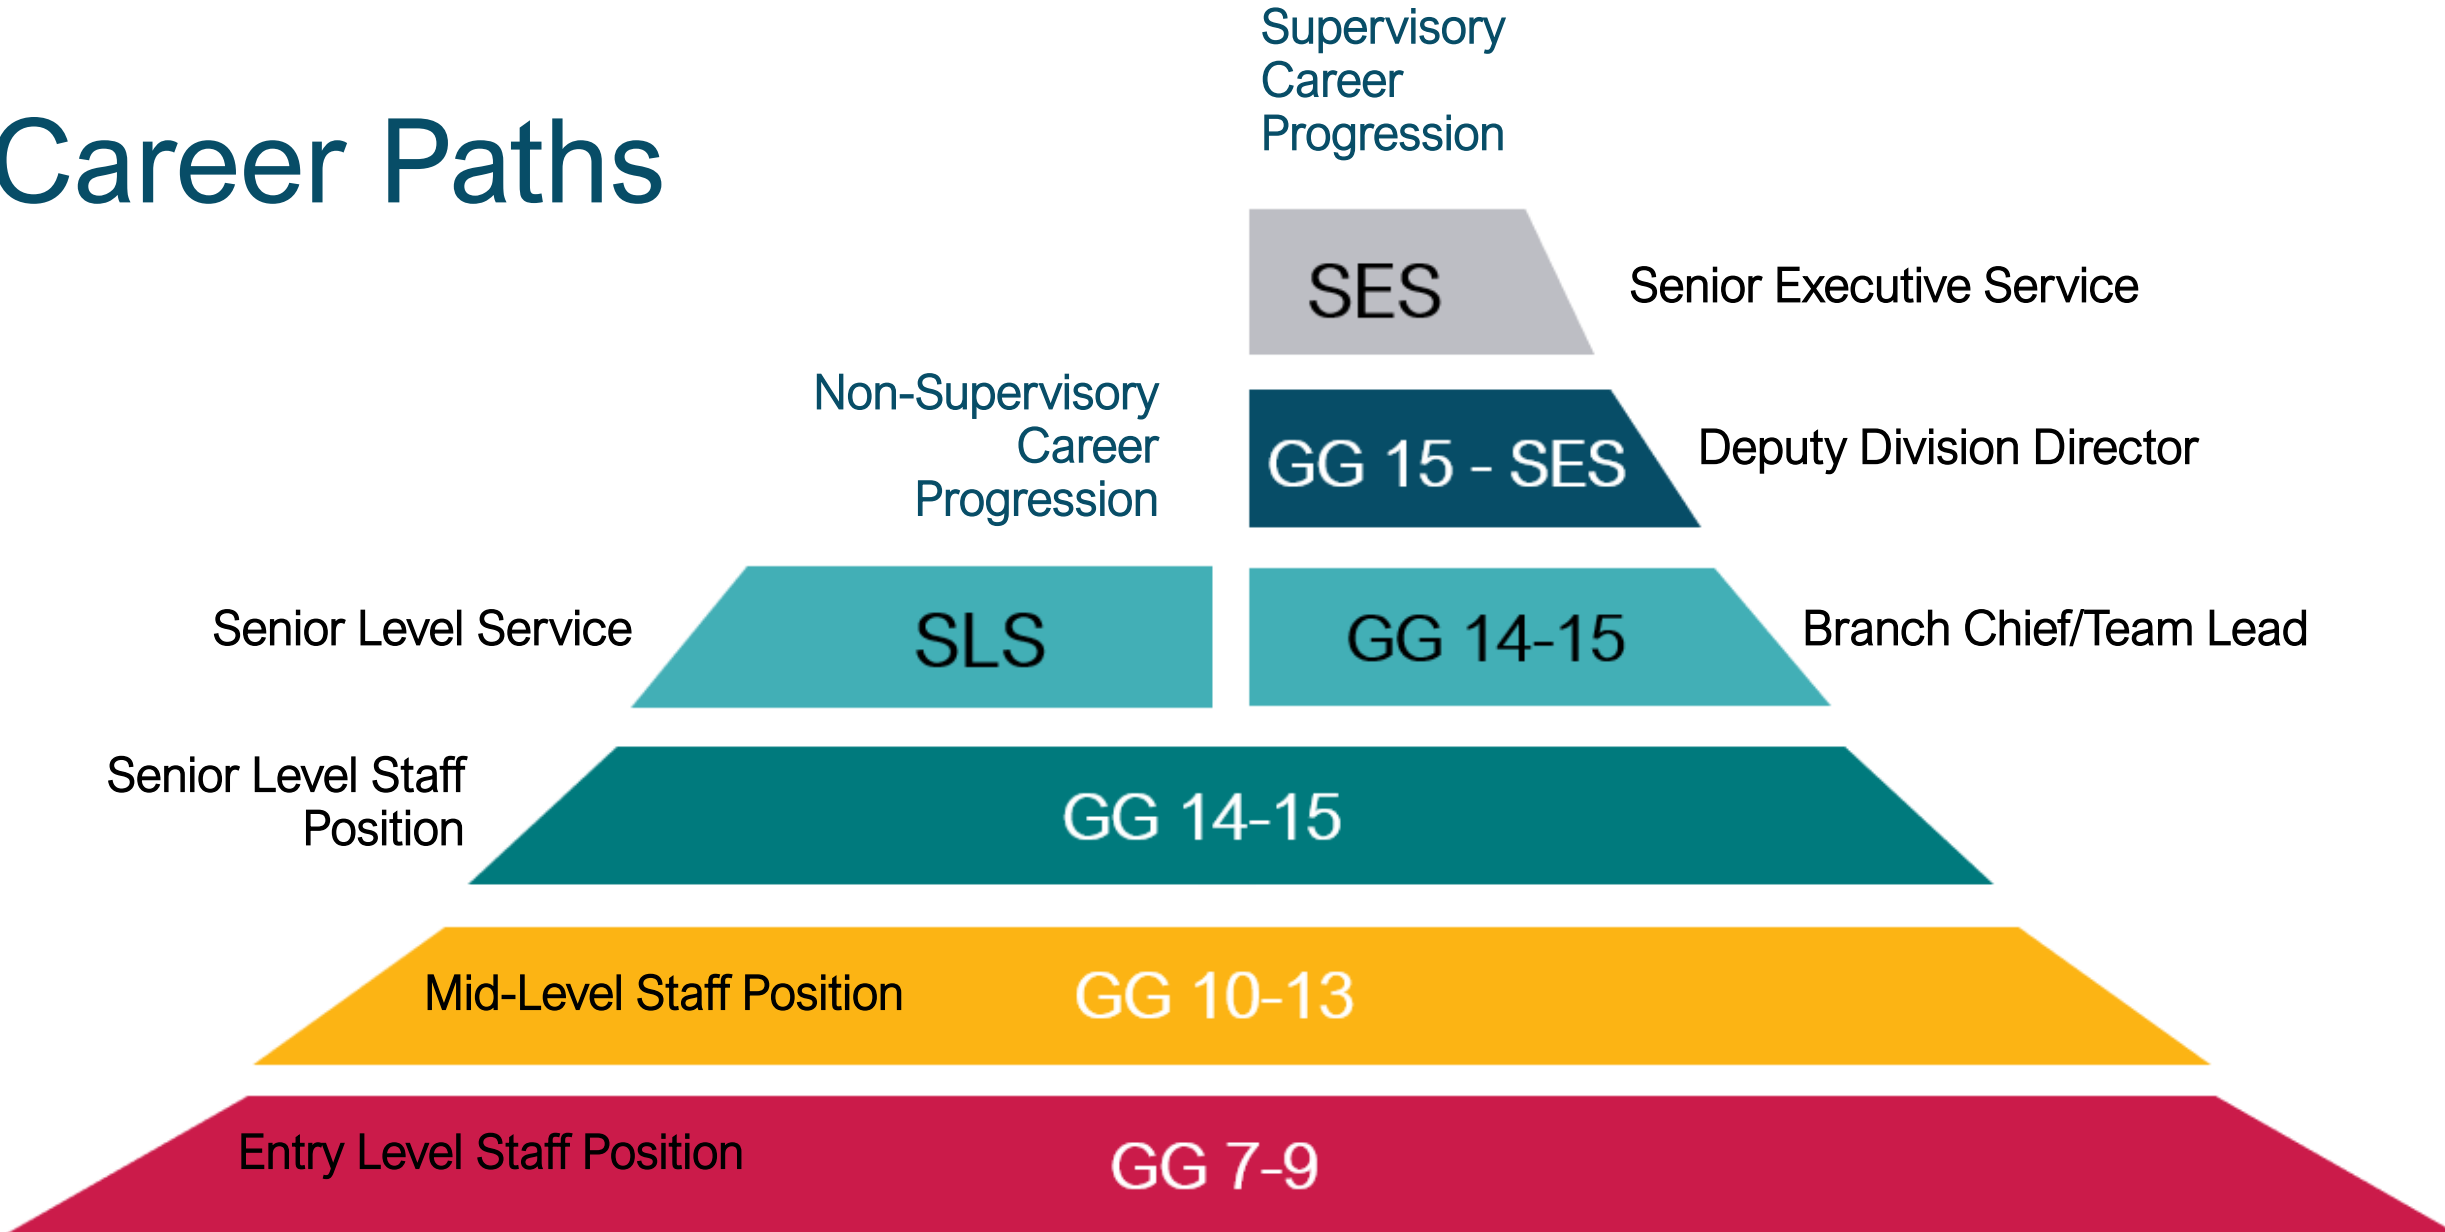 Supervisory
Career
Progression
Career Paths
SES
Senior Executive Service
Non-Supervisory
Career
Progression
GG 15 - SES
Deputy Division Director
Senior Level Service
SLS
GG 14-15
Branch Chief/Team Lead
Senior Level Staff
Position
GG 14-15
Mid-Level Staff Position
GG 10-13
Entry Level Staff Position
GG 7-9